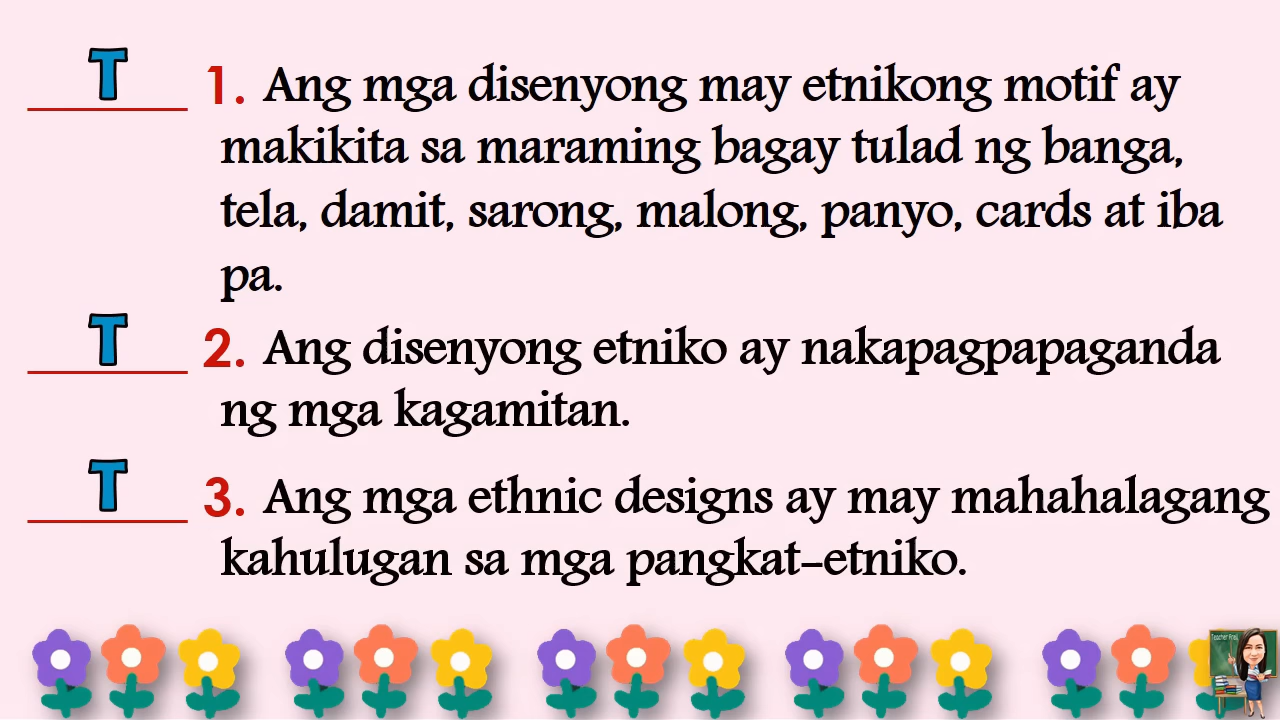 T 1. Ang mga disenyong may etnikong motif ay
makikita sa maraming bagay tulad ng banga,
tela, damit, sarong, malong, panyo, cards at iba
pa.
T 2. Ang disenyong etniko ay nakapagpapaganda
ng mga kagamitan.
T 3. Ang mga ethnic designs ay may mahahalagang
kahulugan sa mga pangkat-etniko.